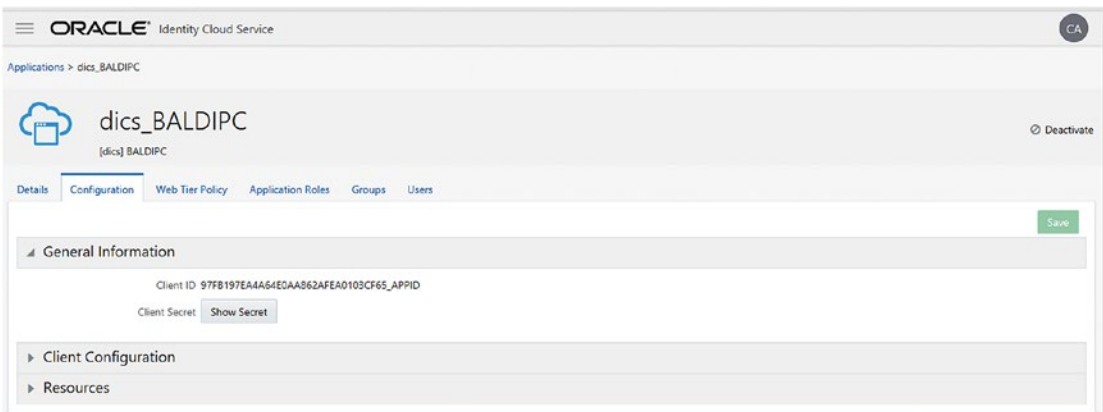 ORACLE® Identity Cloud Service
CA
Applications > dics_BALDIPC
dics_BALDIPC
[dics] BALDIPC
Deactivate
Details Configuration Web Tier Policy Application Roles Groups Users
Save
General Information
Client ID 97FB197EA4A64E0AA862AFEA0103CF65_APPID
Client Secret Show Secret
Client Configuration
Resources